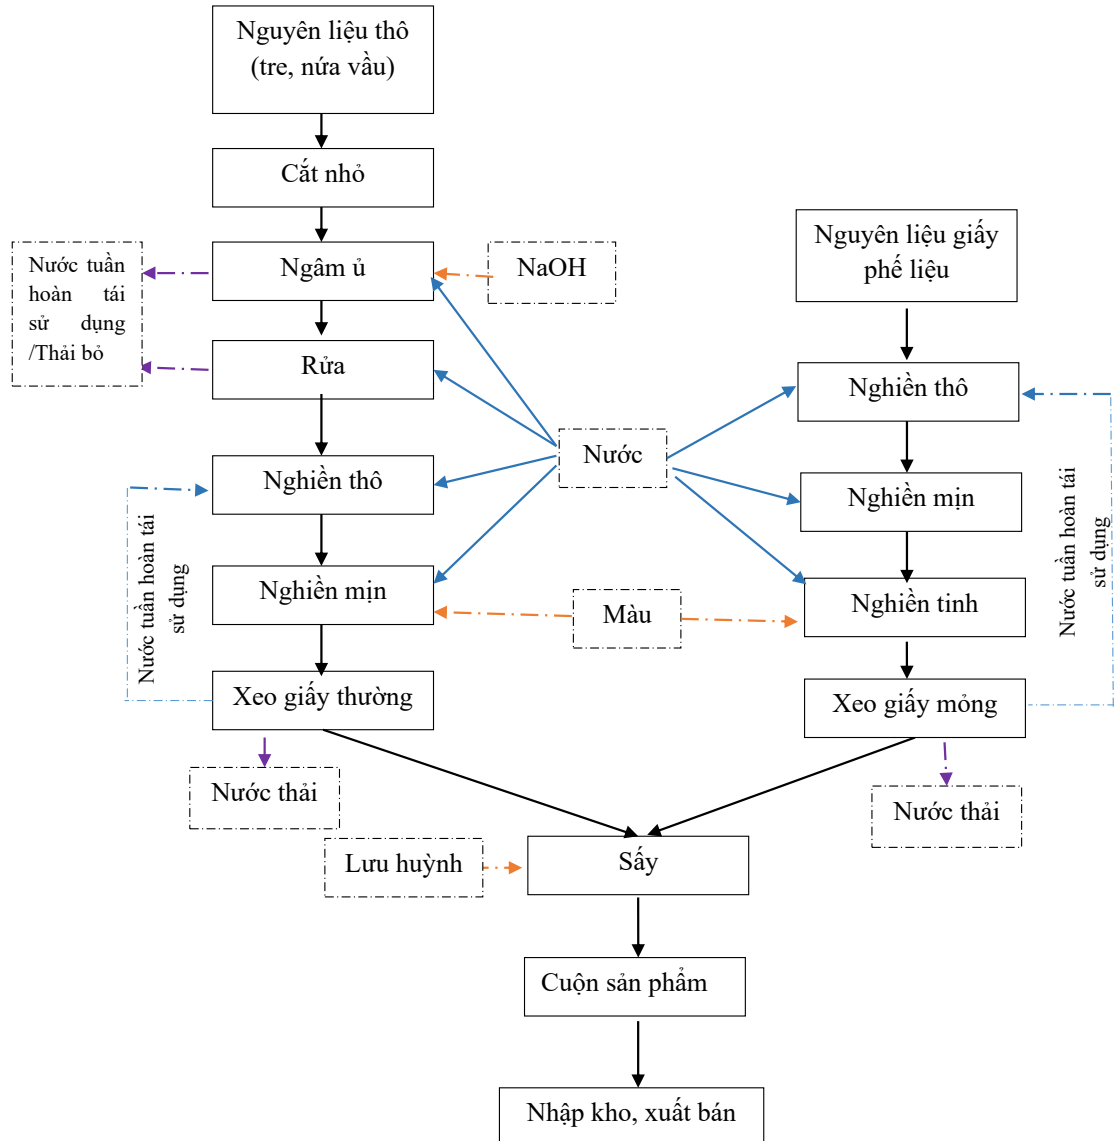 Nguyên liệu thô
(tre, nứa vầu)
Cắt nhỏ
Nguyên liệu giấy
phế liệu
Nước tuần
hoàn tái
sử dụng
/Thải bỏ
Ngâm ủ
NaOH
Rửa
Nghiền thô
Nước
Nghiền thô
Nghiền mịn
Nước tuần hoàn tái
sử dụng
Nước tuần hoàn tái
sử dụng
Nghiền mịn
Màu
Nghiền tinh
Xeo giấy thường
Xeo giấy mỏng
Nước thải
Nước thải
Lưu huỳnh
Sấy
Cuộn sản phẩm
Nhập kho, xuất bán